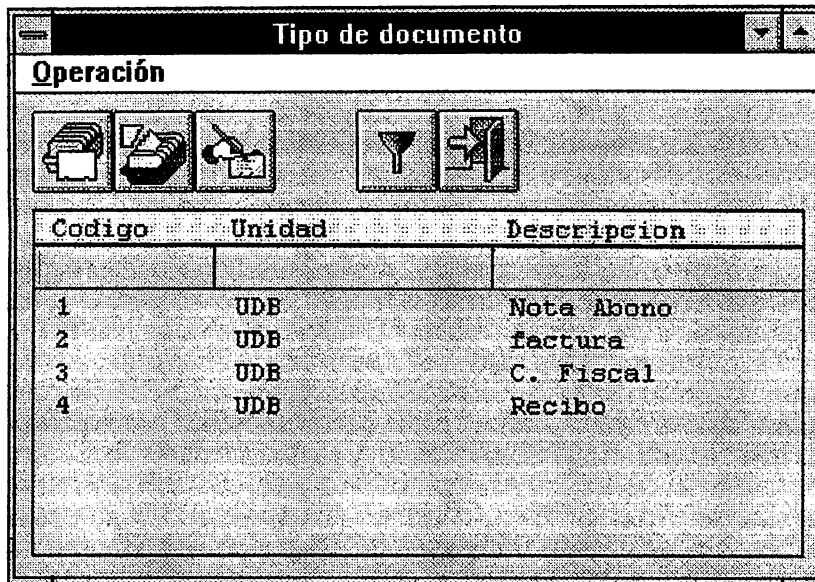 Tipo de documento
Operación
Codigo Unidad Descripcion
1 UDB Nota Abono
2 UDB factura
3 UDB C. Fiscal
4 UDB Recibo